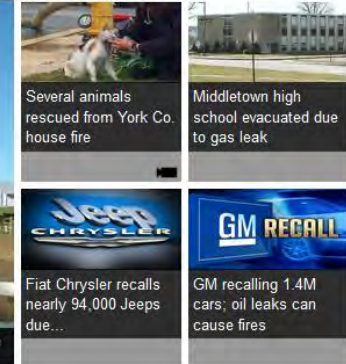 Several animals
rescued from York Co.
house fire
Middletown high
school evacuated due
to gas leak
Jeep
CHRYSLER
GM RECALL
Fiat Chrysler recalls
nearly 94,000 Jeeps
due...
GM recalling 1.4M
cars; oil leaks can
cause fires